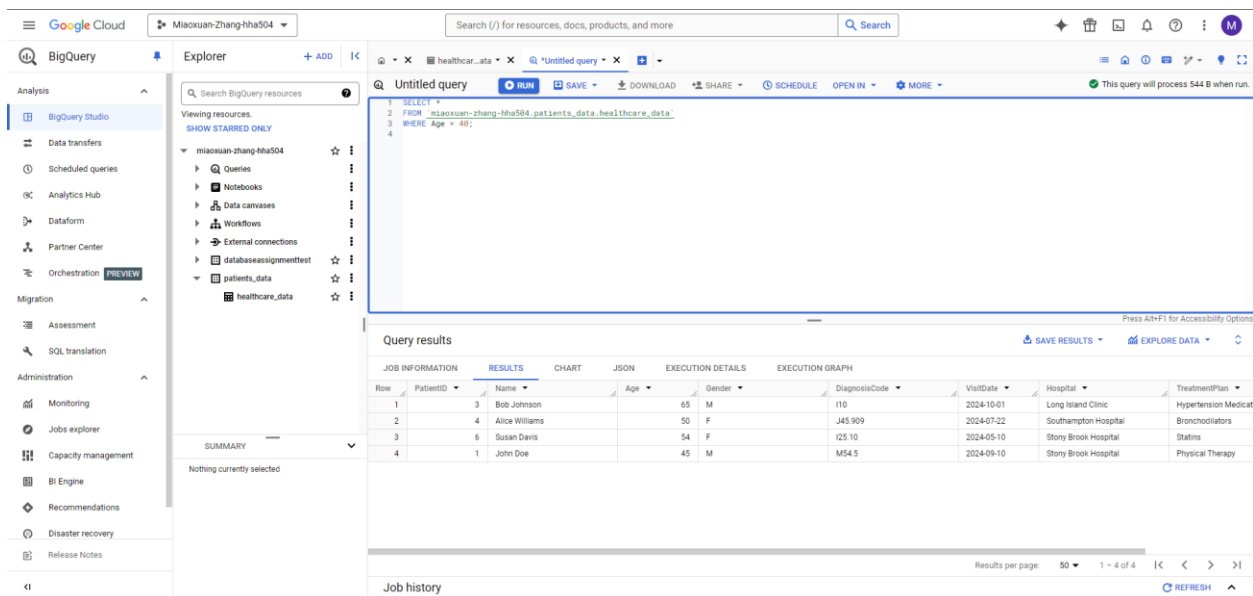 Google Cloud
Miaoxuan-Zhang-hha504
Search (/) for resources, docs, products, and more
Search
M
BigQuery
Analysis
BigQuery Studio
Data transfers
Scheduled queries
Analytics Hub
Dataform
Partner Center
Orchestration PREVIEW
Migration
Assessment
SQL translation
Administration
Monitoring
Jobs explorer
Capacity management
BI Engine
Recommendations
Disaster recovery
Release Notes
Explorer
+ ADD
Search BigQuery resources
Viewing resources.
SHOW STARRED ONLY
miaoxuan-zhang-hha504
Queries
Notebooks
Data canvases
Workflows
External connections
databaseassignmenttest
patients_data
healthcare_data
SUMMARY
Nothing currently selected
healthcar...ata
*Untitled query
Untitled query
RUN
SAVE
DOWNLOAD
SHARE
SCHEDULE
OPEN IN
MORE
This query will process 544 B when run.
1 SELECT *
2 FROM `miaoxuan-zhang-hha504.patients_data.healthcare_data`
3 WHERE Age > 40;
4
Press Alt+F1 for Accessibility Options
Query results
SAVE RESULTS
EXPLORE DATA
JOB INFORMATION RESULTS CHART JSON EXECUTION DETAILS EXECUTION GRAPH
Row PatientID Name Age Gender DiagnosisCode VisitDate Hospital TreatmentPlan
1 3 Bob Johnson 65 M I10 2024-10-01 Long Island Clinic Hypertension Medicat
2 4 Alice Williams 50 F J45.909 2024-07-22 Southampton Hospital Bronchodilators
3 6 Susan Davis 54 F I25.10 2024-05-10 Stony Brook Hospital Statins
4 1 John Doe 45 M M54.5 2024-09-10 Stony Brook Hospital Physical Therapy
Results per page: 50 1 – 4 of 4
Job history
REFRESH